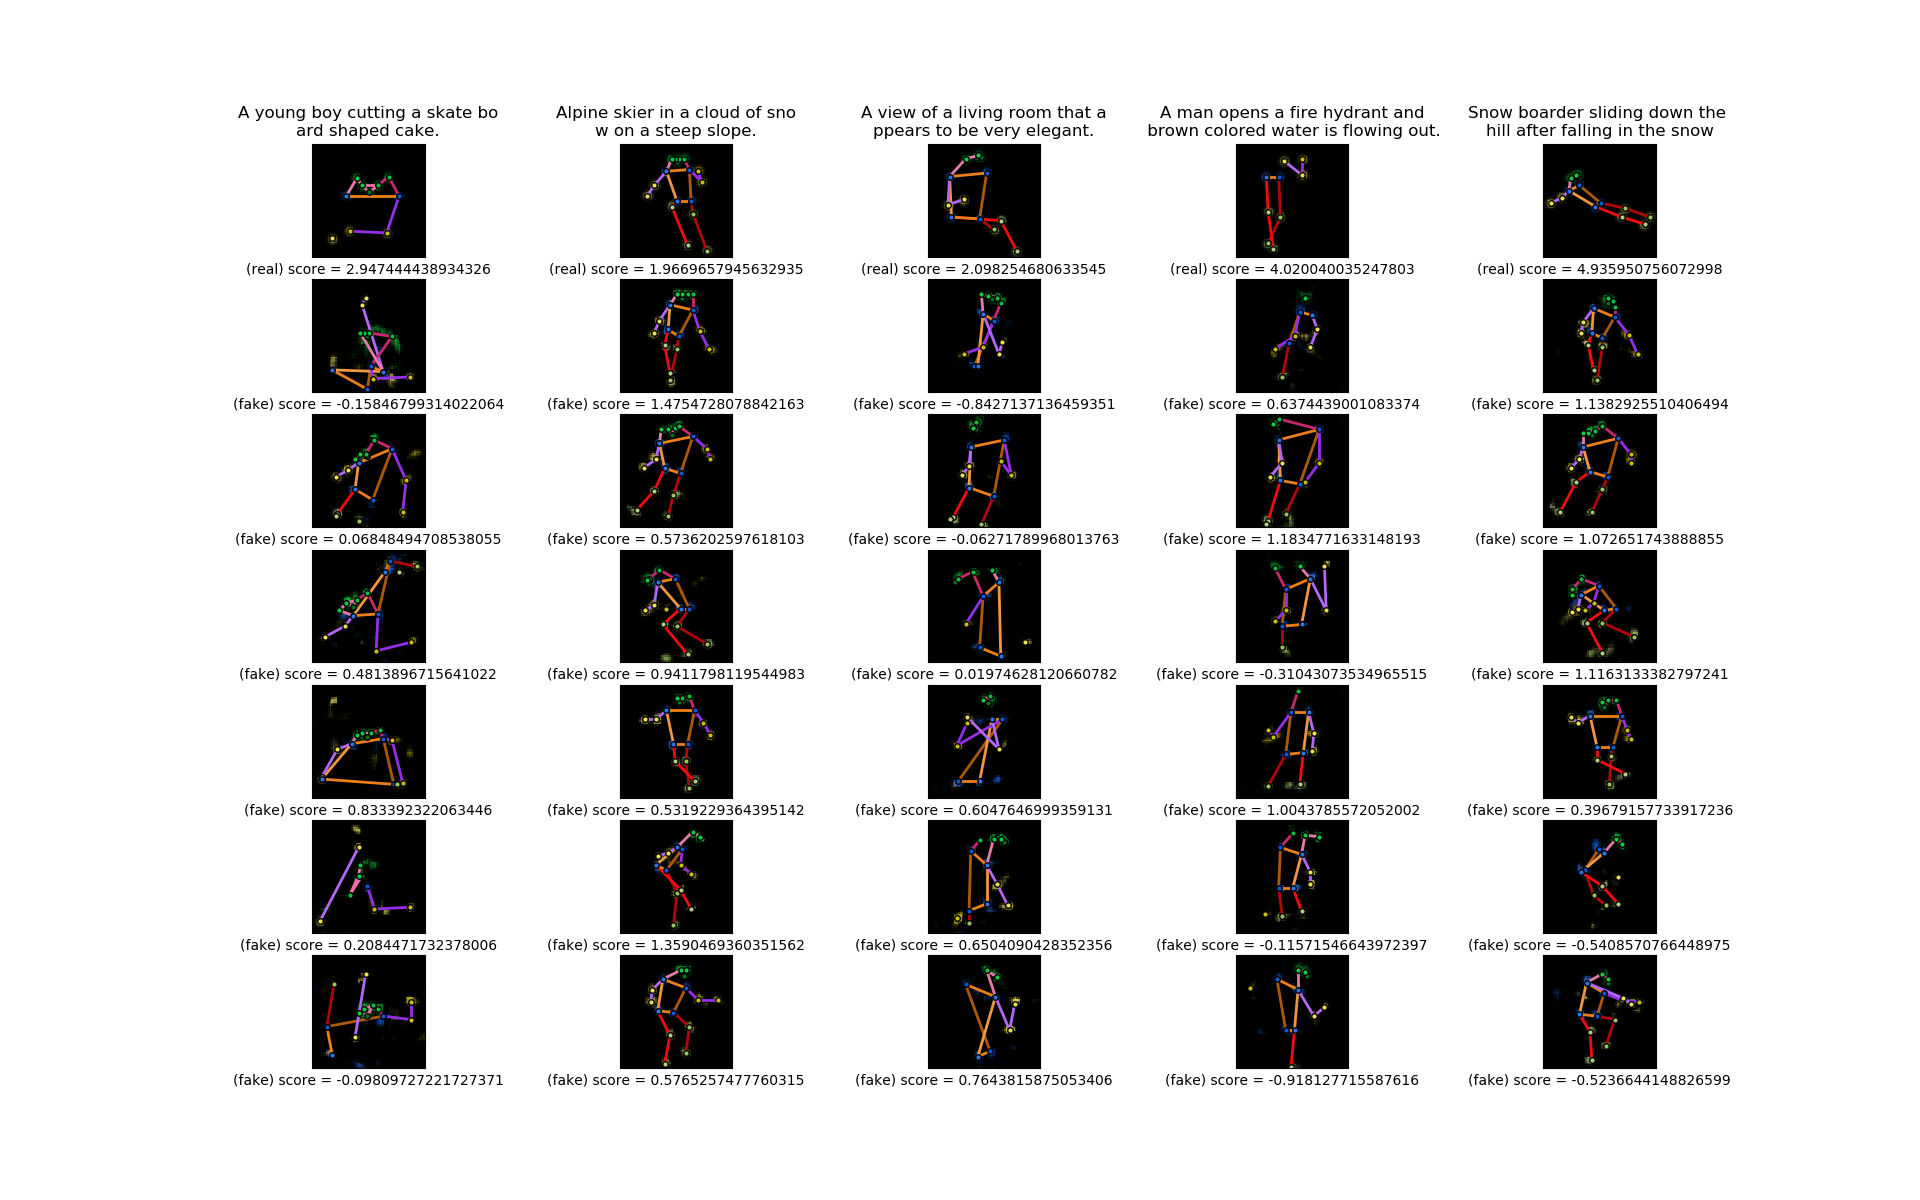 A young boy cutting a skate bo
ard shaped cake.
Alpine skier in a cloud of sno
w on a steep slope.
A view of a living room that a
ppears to be very elegant.
A man opens a fire hydrant and
brown colored water is flowing out.
Snow boarder sliding down the
hill after falling in the snow
(real) score = 2.947444438934326
(real) score = 1.9669657945632935
(real) score = 2.098254680633545
(real) score = 4.020040035247803
(real) score = 4.935950756072998
(fake) score = -0.15846799314022064
(fake) score = 1.4754728078842163
(fake) score = -0.8427137136459351
(fake) score = 0.6374439001083374
(fake) score = 1.1382925510406494
(fake) score = 0.06848494708538055
(fake) score = 0.5736202597618103
(fake) score = -0.06271789968013763
(fake) score = 1.1834771633148193
(fake) score = 1.072651743888855
(fake) score = 0.4813896715641022
(fake) score = 0.9411798119544983
(fake) score = 0.01974628120660782
(fake) score = -0.31043073534965515
(fake) score = 1.1163133382797241
(fake) score = 0.833392322063446
(fake) score = 0.5319229364395142
(fake) score = 0.6047646999359131
(fake) score = 1.0043785572052002
(fake) score = 0.39679157733917236
(fake) score = 0.2084471732378006
(fake) score = 1.3590469360351562
(fake) score = 0.6504090428352356
(fake) score = -0.11571546643972397
(fake) score = -0.5408570766448975
(fake) score = -0.09809727221727371
(fake) score = 0.5765257477760315
(fake) score = 0.7643815875053406
(fake) score = -0.918127715587616
(fake) score = -0.5236644148826599